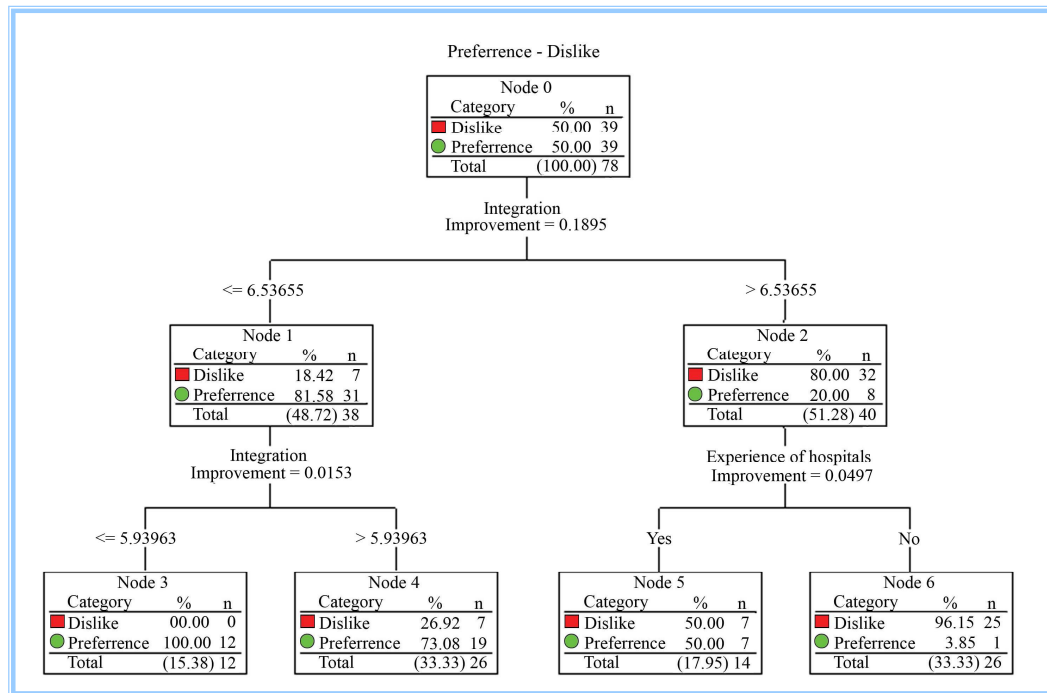 Preferrence - Dislike
Node 0
Category % n
Dislike 50.00 39
Preferrence 50.00 39
Total (100.00) 78
Integration
Improvement = 0.1895
<= 6.53655
> 6.53655
Node 1
Category % n
Dislike 18.42 7
Preferrence 81.58 31
Total (48.72) 38
Node 2
Category % n
Dislike 80.00 32
Preferrence 20.00 8
Total (51.28) 40
Integration
Improvement = 0.0153
Experience of hospitals
Improvement = 0.0497
<= 5.93963
> 5.93963
Yes
No
Node 3
Category % n
Dislike 00.00 0
Preferrence 100.00 12
Total (15.38) 12
Node 4
Category % n
Dislike 26.92 7
Preferrence 73.08 19
Total (33.33) 26
Node 5
Category % n
Dislike 50.00 7
Preferrence 50.00 7
Total (17.95) 14
Node 6
Category % n
Dislike 96.15 25
Preferrence 3.85 1
Total (33.33) 26